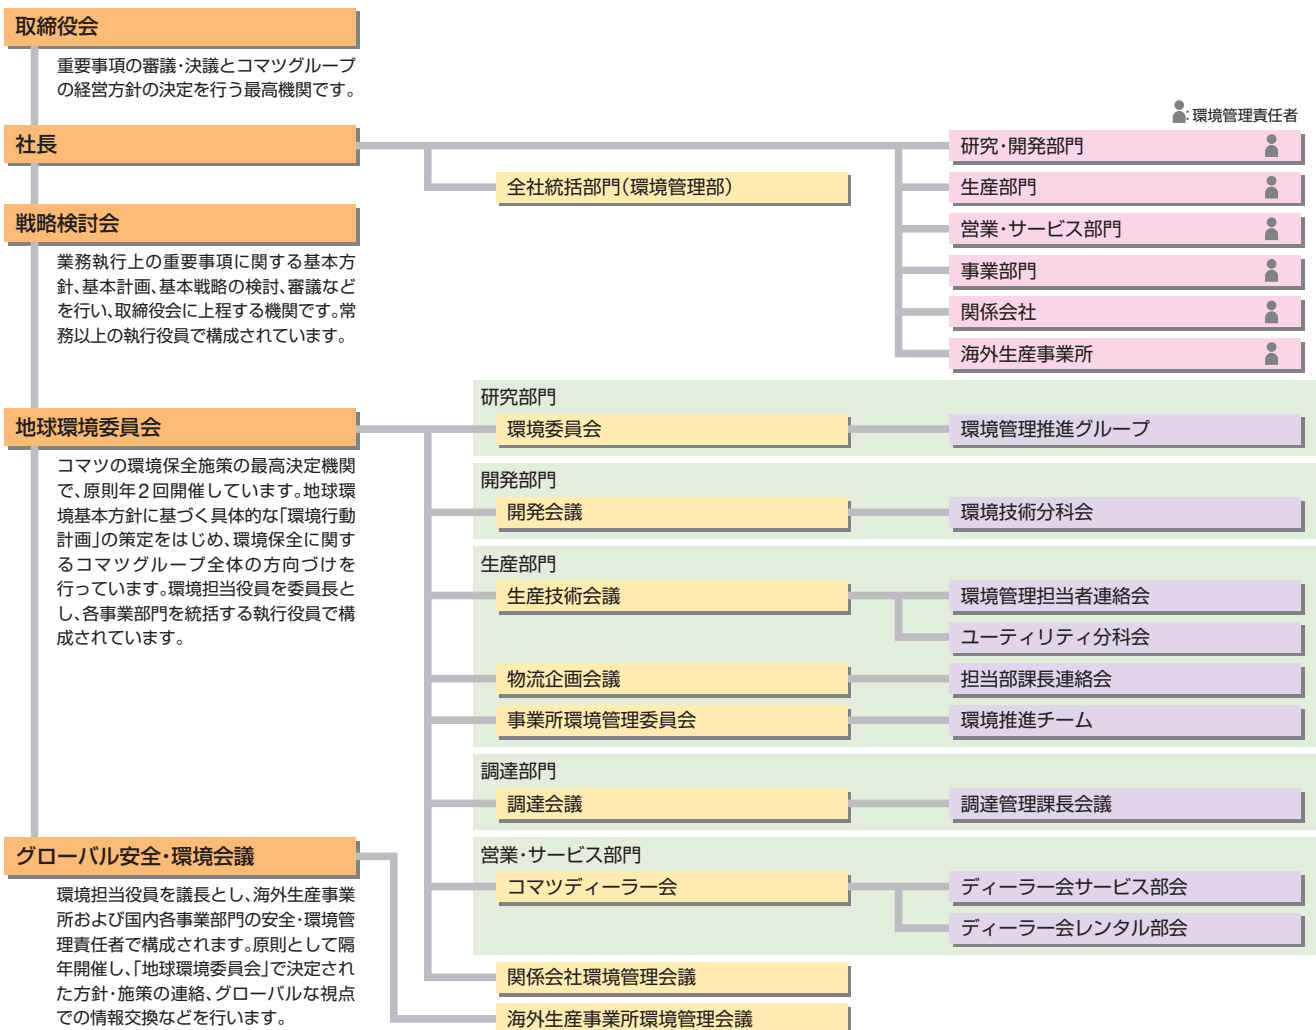 取締役会
重要事項の審議・決議とコマツグループ
の経営方針の決定を行う最高機関です。
社長
戦略検討会
業務執行上の重要事項に関する基本方
針、基本計画、基本戦略の検討、審議など
を行い、取締役会に上程する機関です。常
務以上の執行役員で構成されています。
地球環境委員会
コマツの環境保全施策の最高決定機関
で、原則年2回開催しています。地球環
境基本方針に基づく具体的な「環境行動
計画」の策定をはじめ、環境保全に関す
るコマツグループ全体の方向づけを
行っています。環境担当役員を委員長と
し、各事業部門を統括する執行役員で構
成されています。
グローバル安全・環境会議
環境担当役員を議長とし、海外生産事業
所および国内各事業部門の安全・環境管
理責任者で構成されます。原則として隔
年開催し、「地球環境委員会」で決定され
た方針・施策の連絡、グローバルな視点
での情報交換などを行います。
:環境管理責任者
全社統括部門(環境管理部)
研究・開発部門
生産部門
営業・サービス部門
事業部門
関係会社
海外生産事業所
研究部門
環境委員会
環境管理推進グループ
開発部門
開発会議
環境技術分科会
生産部門
生産技術会議
環境管理担当者連絡会
ユーティリティ分科会
物流企画会議
担当部課長連絡会
事業所環境管理委員会
環境推進チーム
調達部門
調達会議
調達管理課長会議
営業・サービス部門
コマツディーラー会
ディーラー会サービス部会
ディーラー会レンタル部会
関係会社環境管理会議
海外生産事業所環境管理会議